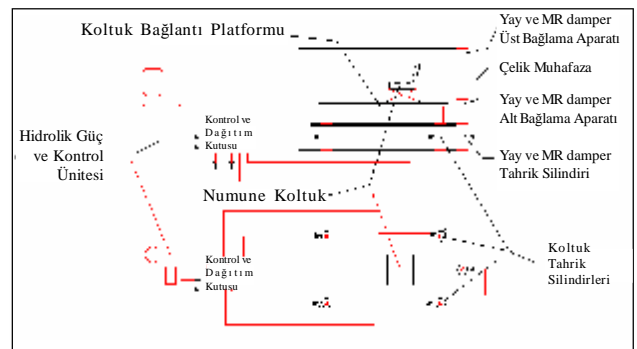 Koltuk Bağlantı Platformu
Yay ve MR damper
Üst Bağlama Aparatı
Çelik Muhafaza
Yay ve MR damper
Alt Bağlama Aparatı
Yay ve MR damper
Tahrik Silindiri
Kontrol ve
Dağıtım
Kutusu
Hidrolik Güç
ve Kontrol
Ünitesi
Numune Koltuk
Kontrol ve
Dağıtım
Kutusu
Koltuk
Tahrik
Silindirleri